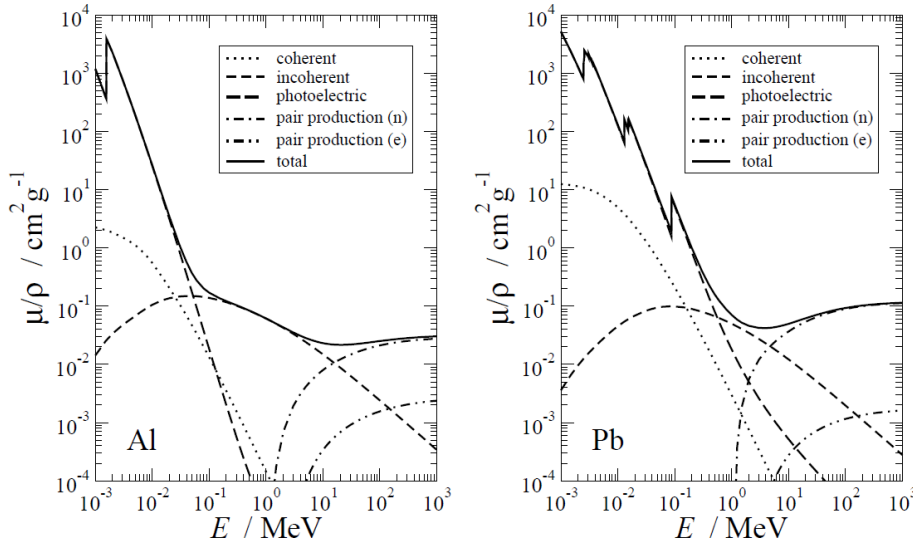 10^4
10^3
10^2
10^1
10^0
10^-1
10^-2
10^-3
10^-4
μ/ρ / cm^2 g^-1
coherent
incoherent
photoelectric
pair production (n)
pair production (e)
total
Al
10^-3 10^-2 10^-1 10^0 10^1 10^2 10^3
E / MeV
10^4
10^3
10^2
10^1
10^0
10^-1
10^-2
10^-3
10^-4
μ/ρ / cm^2 g^-1
coherent
incoherent
photoelectric
pair production (n)
pair production (e)
total
Pb
10^-3 10^-2 10^-1 10^0 10^1 10^2 10^3
E / MeV